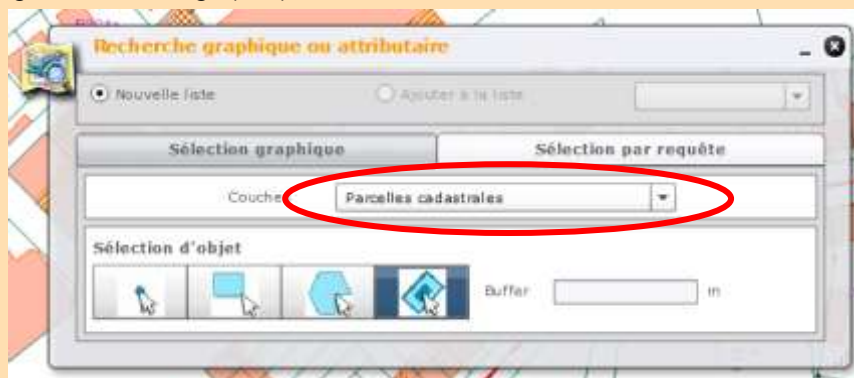 Recherche graphique ou attributaire
Nouvelle liste Ajouter à la liste
Sélection graphique Sélection par requête
Couche Parcelles cadastrales
Sélection d'objet
Buffer m